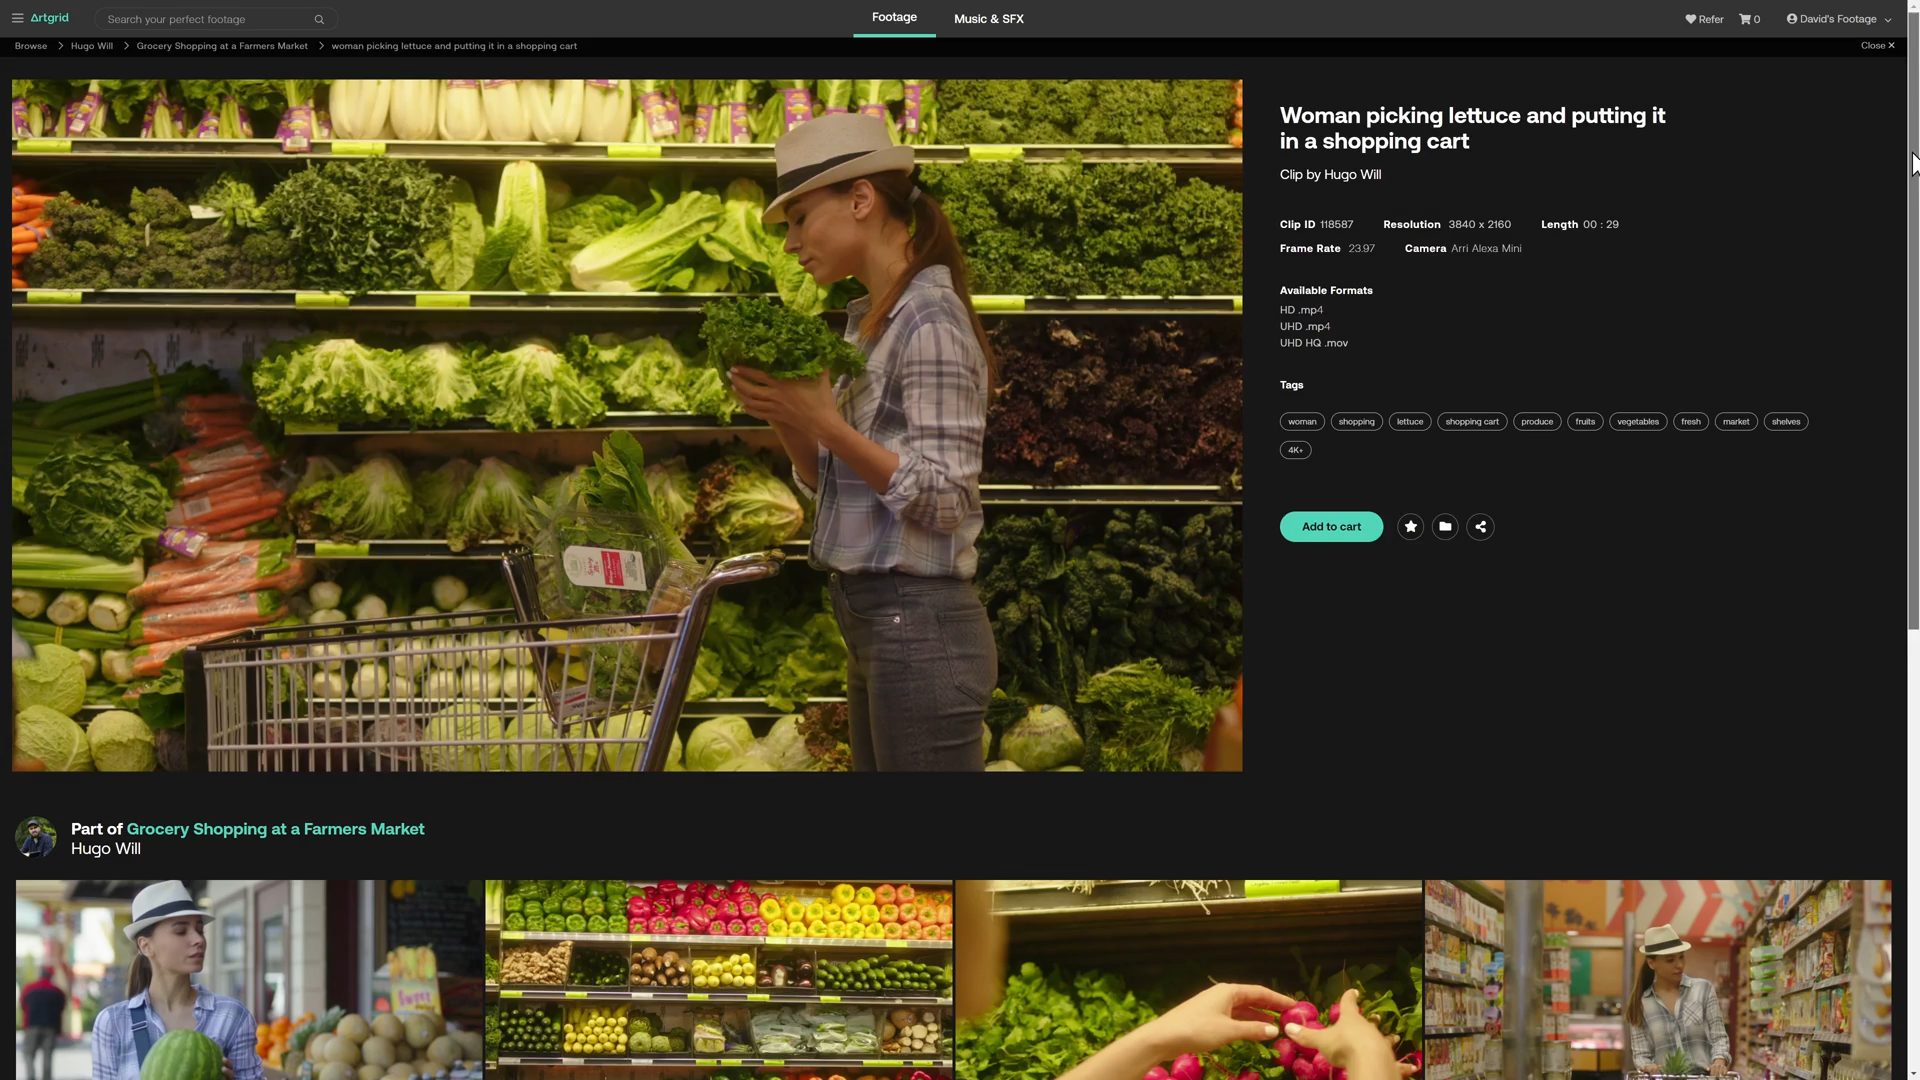 Artgrid
Search your perfect footage
Footage
Music & SFX
Refer
0
David's Footage
Browse > Hugo Will > Grocery Shopping at a Farmers Market > woman picking lettuce and putting it in a shopping cart
Close ×
Woman picking lettuce and putting it
in a shopping cart
Clip by Hugo Will
Clip ID 118587 Resolution 3840 x 2160 Length 00 : 29
Frame Rate 23.97 Camera Arri Alexa Mini
Available Formats
HD .mp4
UHD .mp4
UHD HQ .mov
Tags
woman shopping lettuce shopping cart produce fruits vegetables fresh market shelves
4K+
Add to cart
Part of Grocery Shopping at a Farmers Market
Hugo Will